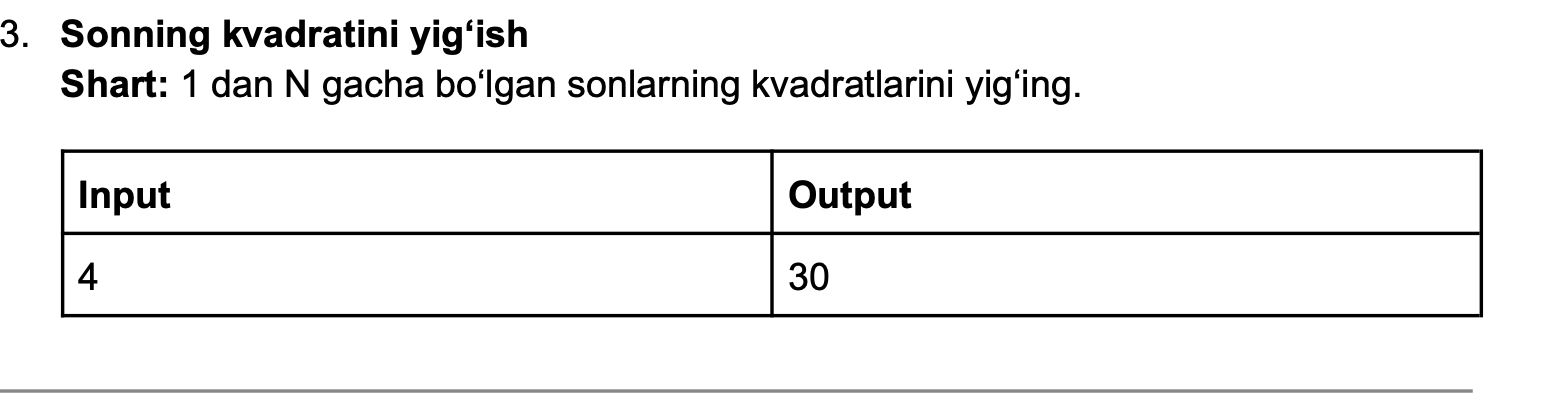 3. Sonning kvadratini yig‘ish
Shart: 1 dan N gacha bo‘lgan sonlarning kvadratlarini yig‘ing.
Input Output
4 30